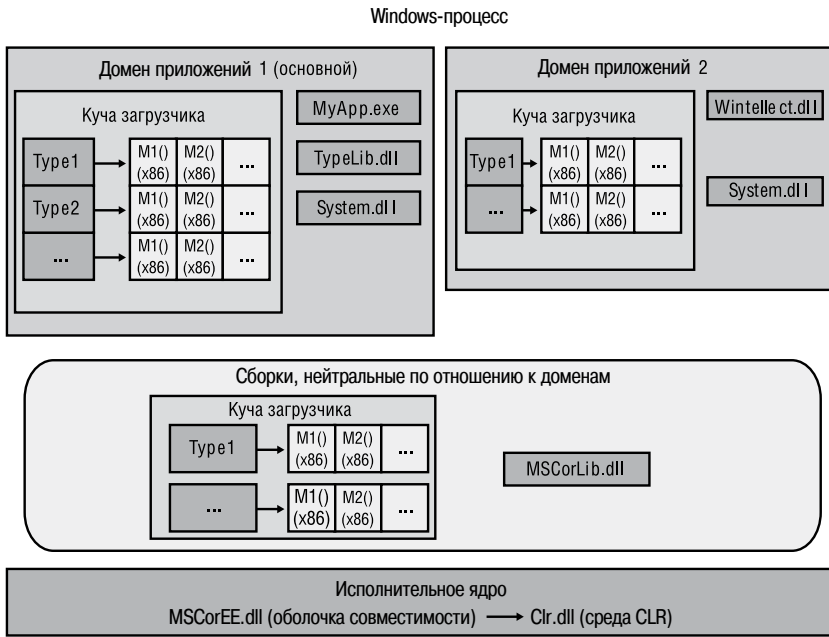 Windows-процесс
Домен приложений 1 (основной)
Куча загрузчика
Type1
M1() (x86)
M2() (x86)
...
Type2
M1() (x86)
M2() (x86)
...
...
M1() (x86)
M2() (x86)
...
MyApp.exe
TypeLib.dll
System.dll
Домен приложений 2
Куча загрузчика
Type1
M1() (x86)
M2() (x86)
...
...
M1() (x86)
M2() (x86)
...
Wintellect.dll
System.dll
Сборки, нейтральные по отношению к доменам
Куча загрузчика
Type1
M1() (x86)
M2() (x86)
...
...
M1() (x86)
M2() (x86)
...
MSCorLib.dll
Исполнительное ядро
MSCorEE.dll (оболочка совместимости) → Clr.dll (среда CLR)